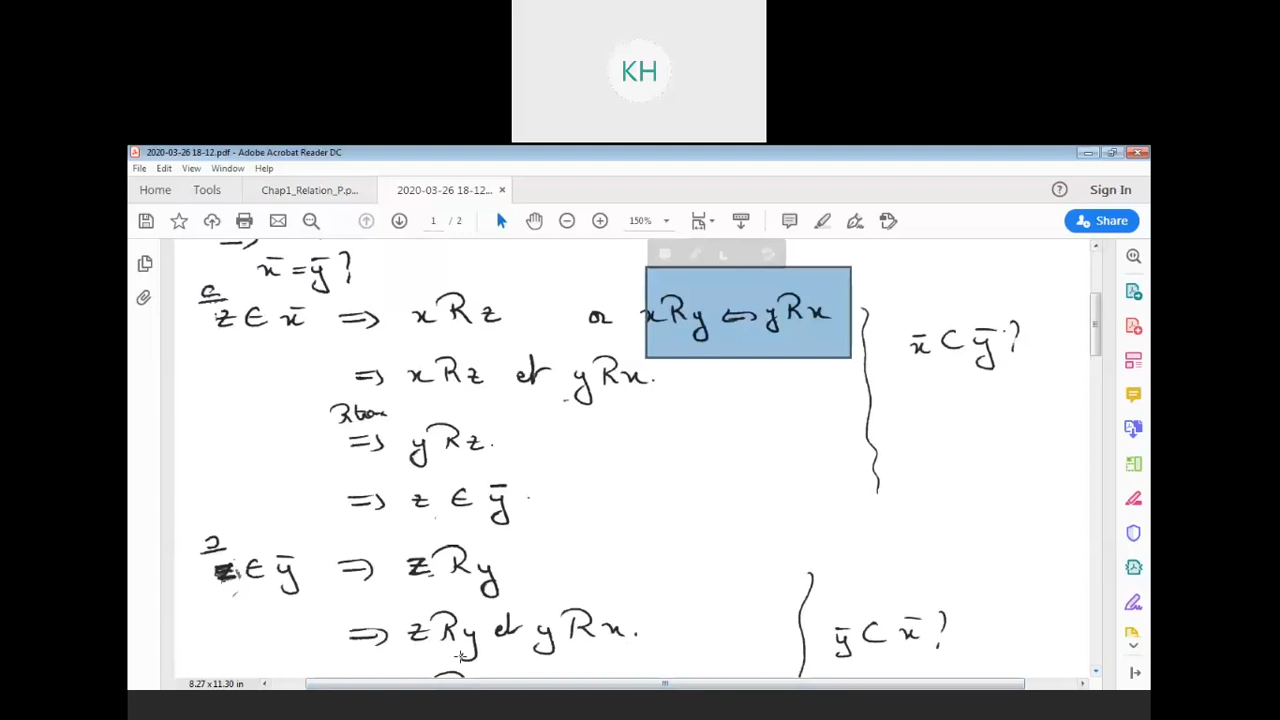 KH
2020-03-26 18-12.pdf - Adobe Acrobat Reader DC
File Edit View Window Help
Home Tools Chap1_Relation_P.p... 2020-03-26 18-12... × Sign In
1 / 2 150% Share
⇒
x̄ = ȳ ?
⊂
z ∈ x̄ ⇒ xRz or xRy ⇔ yRx x̄ ⊂ ȳ ?
⇒ xRz et yRx.
R tran
⇒ yRz.
⇒ z ∈ ȳ.
⊃
z ∈ ȳ ⇒ zRy
⇒ zRy et yRx. ȳ ⊂ x̄ ?
8.27 x 11.30 in